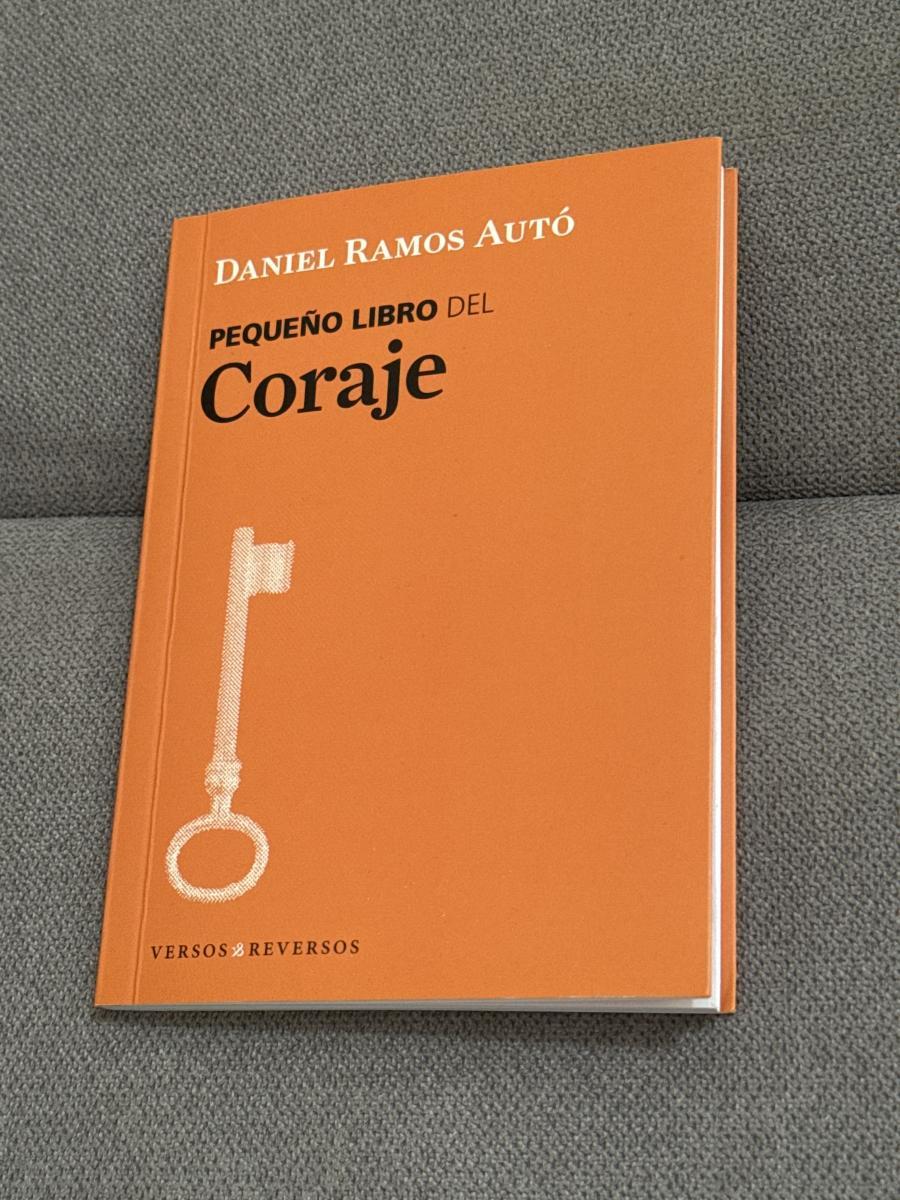 DANIEL RAMOS AUTÓ
PEQUEÑO LIBRO DEL
Coraje
VERSOS & REVERSOS